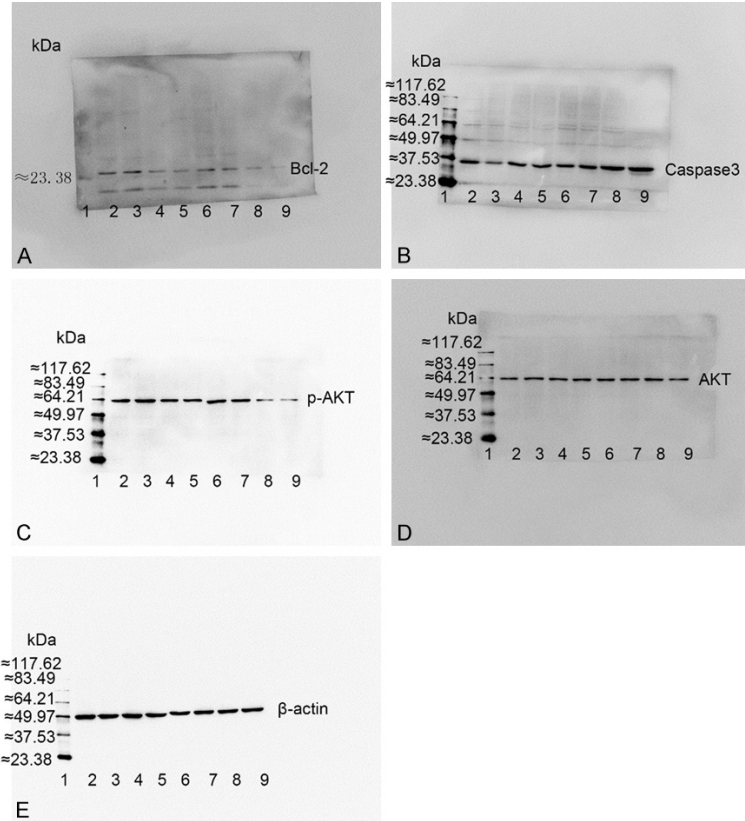 kDa
Bcl-2
≈23.38
1 2 3 4 5 6 7 8 9
A
kDa
≈117.62
≈83.49
≈64.21
≈49.97
≈37.53
Caspase3
≈23.38
1 2 3 4 5 6 7 8 9
B
kDa
≈117.62
≈83.49
≈64.21
p-AKT
≈49.97
≈37.53
≈23.38
1 2 3 4 5 6 7 8 9
C
kDa
≈117.62
≈83.49
≈64.21
AKT
≈49.97
≈37.53
≈23.38
1 2 3 4 5 6 7 8 9
D
kDa
≈117.62
≈83.49
≈64.21
β-actin
≈49.97
≈37.53
≈23.38
1 2 3 4 5 6 7 8 9
E